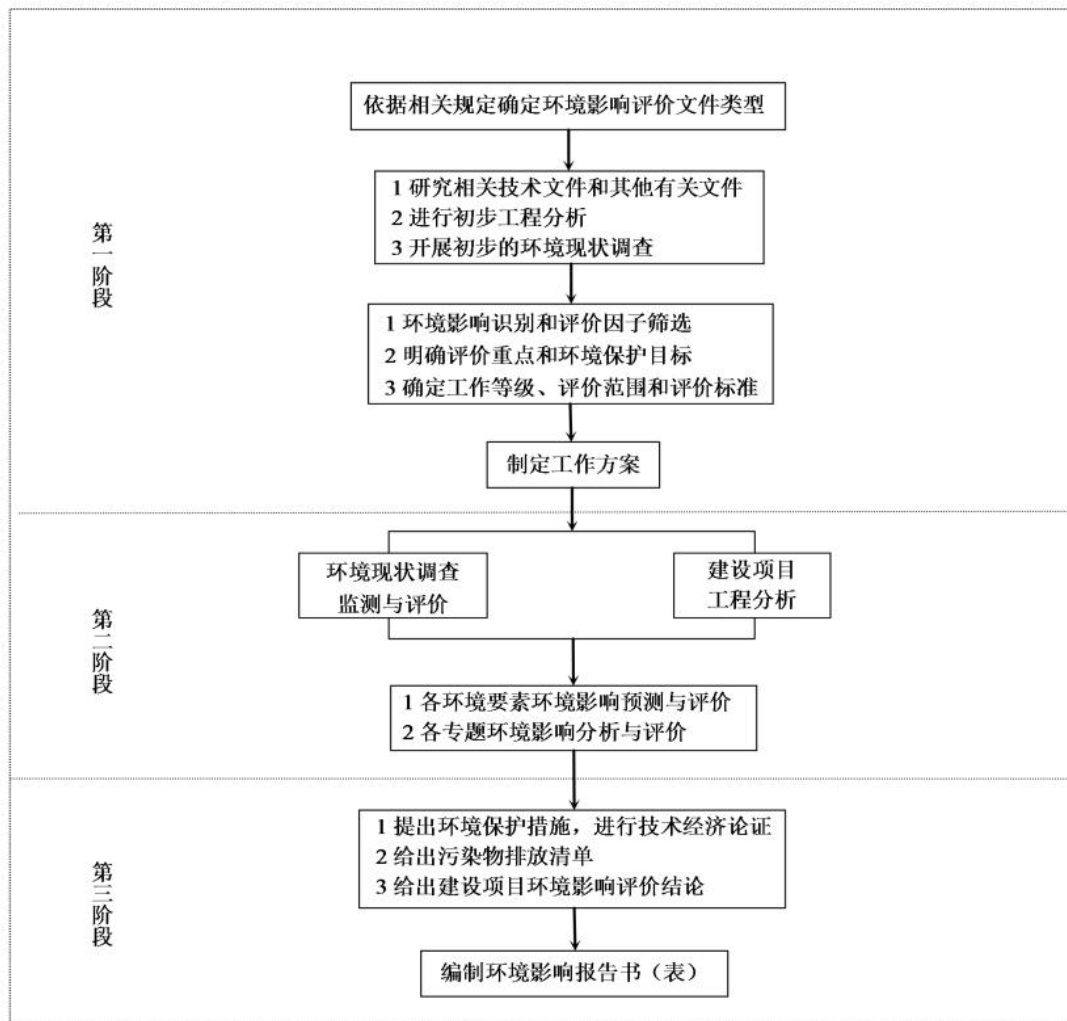 依据相关规定确定环境影响评价文件类型
1 研究相关技术文件和其他有关文件
2 进行初步工程分析
3 开展初步的环境现状调查
第一阶段
1 环境影响识别和评价因子筛选
2 明确评价重点和环境保护目标
3 确定工作等级、评价范围和评价标准
制定工作方案
环境现状调查
监测与评价
建设项目
工程分析
第二阶段
1 各环境要素环境影响预测与评价
2 各专题环境影响分析与评价
1 提出环境保护措施，进行技术经济论证
2 给出污染物排放清单
3 给出建设项目环境影响评价结论
第三阶段
编制环境影响报告书（表）